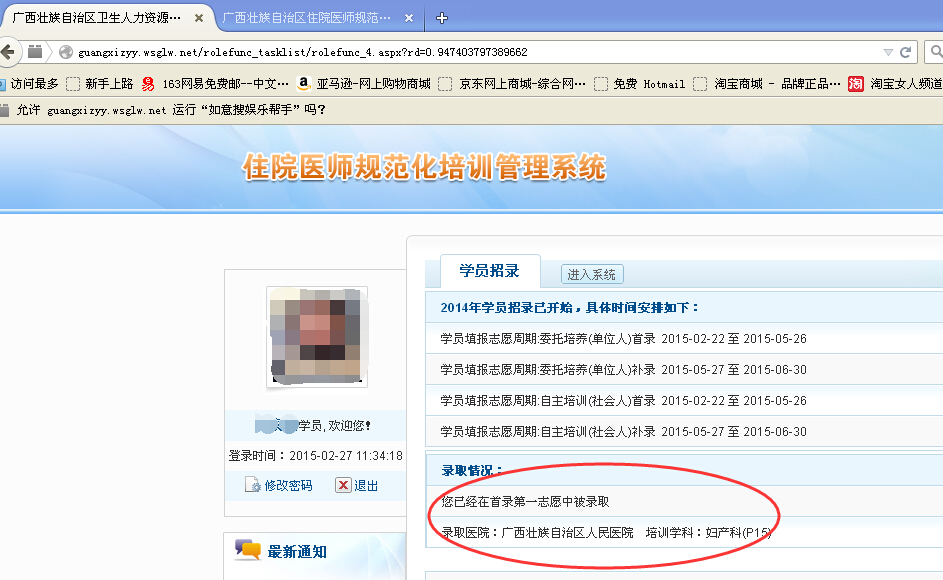 广西壮族自治区卫生人力资源… ×
广西壮族自治区住院医师规范… ×
guangxizyy.wsglw.net/rolefunc_tasklist/rolefunc_4.aspx?rd=0.947403797389662
访问最多 新手上路 163网易免费邮--中文… 亚马逊-网上购物商城 京东网上商城-综合网… 免费 Hotmail 淘宝商城 - 品牌正品… 淘 淘宝女人频道
允许 guangxizyy.wsglw.net 运行“如意搜娱乐帮手”吗?
住院医师规范化培训管理系统
学员招录 进入系统
2014年学员招录已开始，具体时间安排如下：
学员填报志愿周期:委托培养(单位人)首录 2015-02-22 至 2015-05-26
学员填报志愿周期:委托培养(单位人)补录 2015-05-27 至 2015-06-30
学员填报志愿周期:自主培训(社会人)首录 2015-02-22 至 2015-05-26
学员填报志愿周期:自主培训(社会人)补录 2015-05-27 至 2015-06-30
录取情况：
您已经在首录第一志愿中被录取
录取医院：广西壮族自治区人民医院 培训学科：妇产科(P15)
学员,欢迎您!
登录时间：2015-02-27 11:34:18
修改密码 退出
最新通知